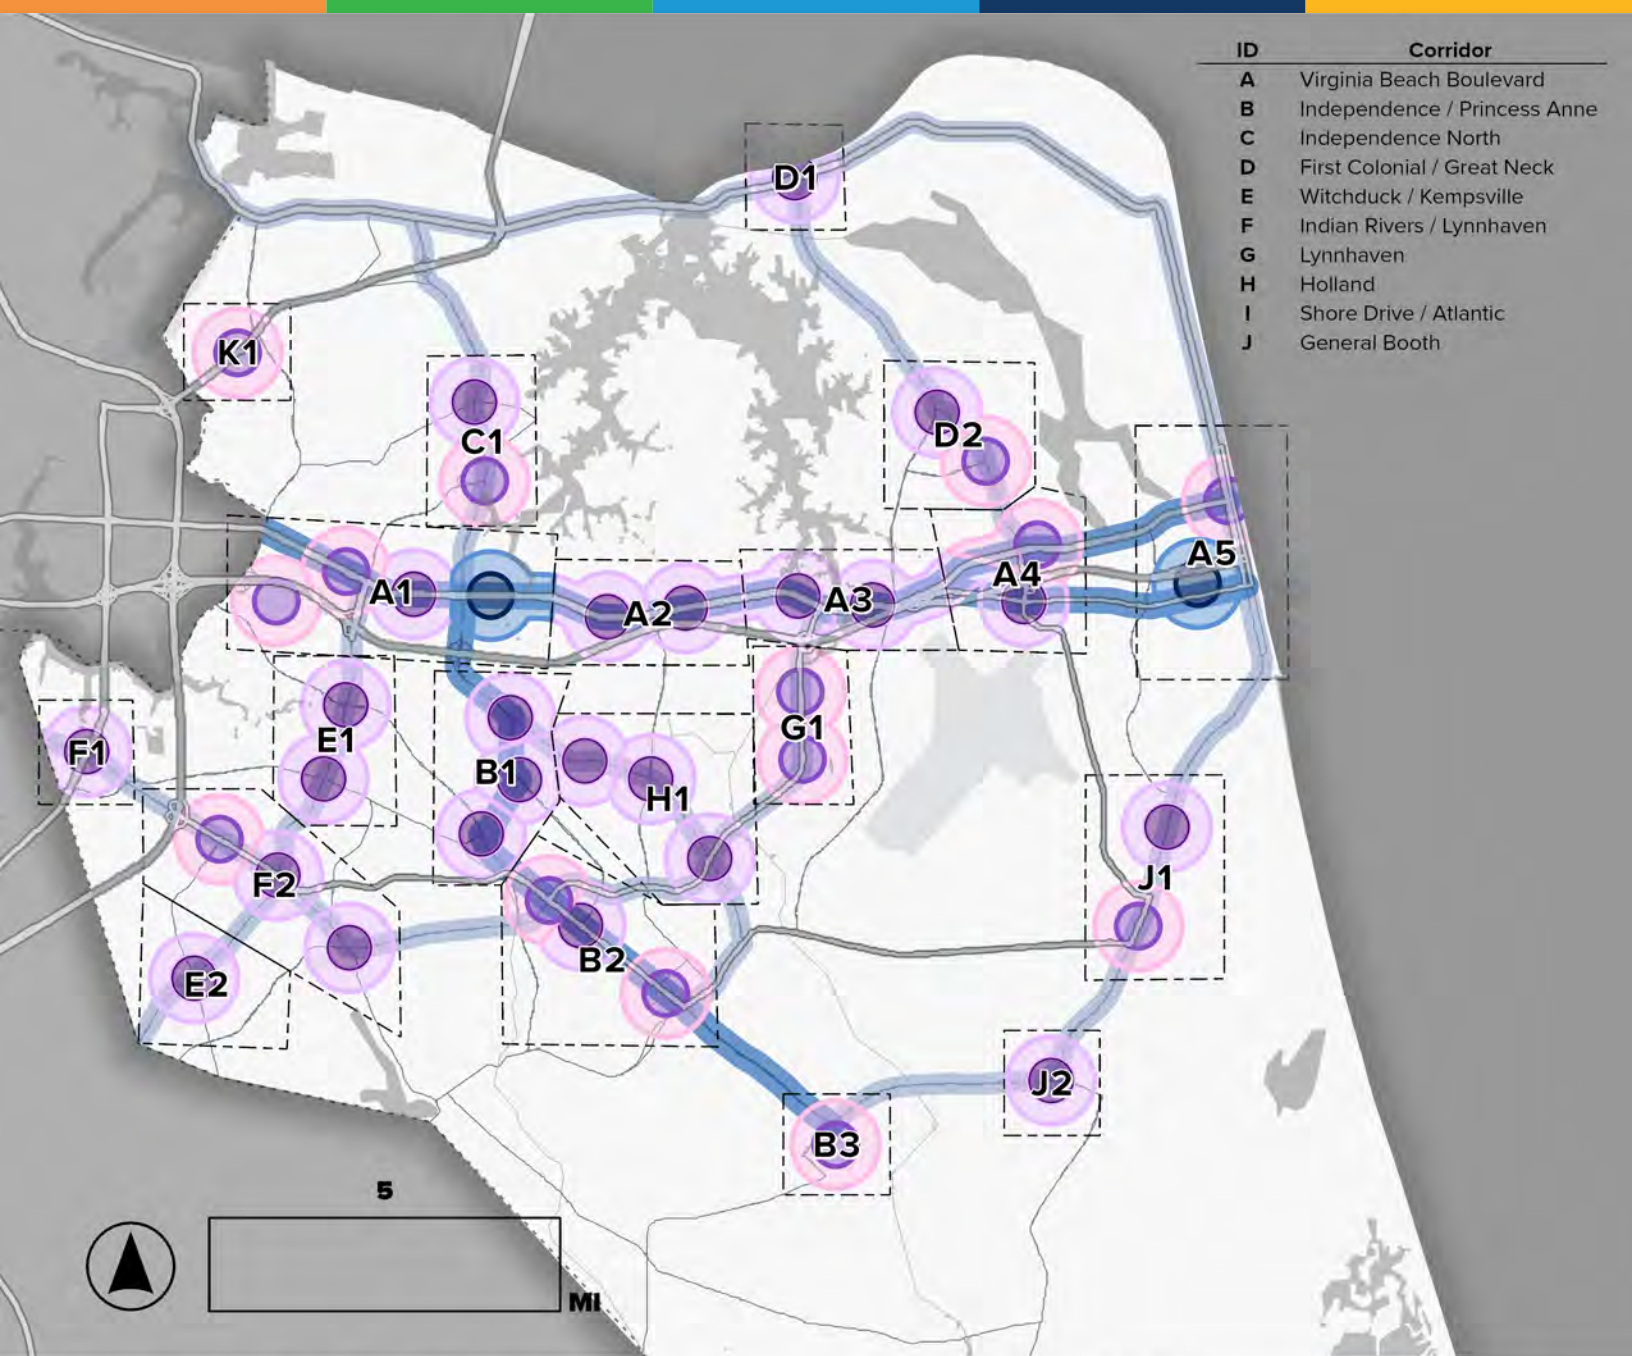 ID Corridor
A Virginia Beach Boulevard
B Independence / Princess Anne
C Independence North
D First Colonial / Great Neck
E Witchduck / Kempsville
F Indian Rivers / Lynnhaven
G Lynnhaven
H Holland
I Shore Drive / Atlantic
J General Booth
D1
K1
C1
D2
A5
A4
A1
A3
A2
G1
E1
F1
B1
H1
J1
F2
B2
E2
J2
B3
5
MI